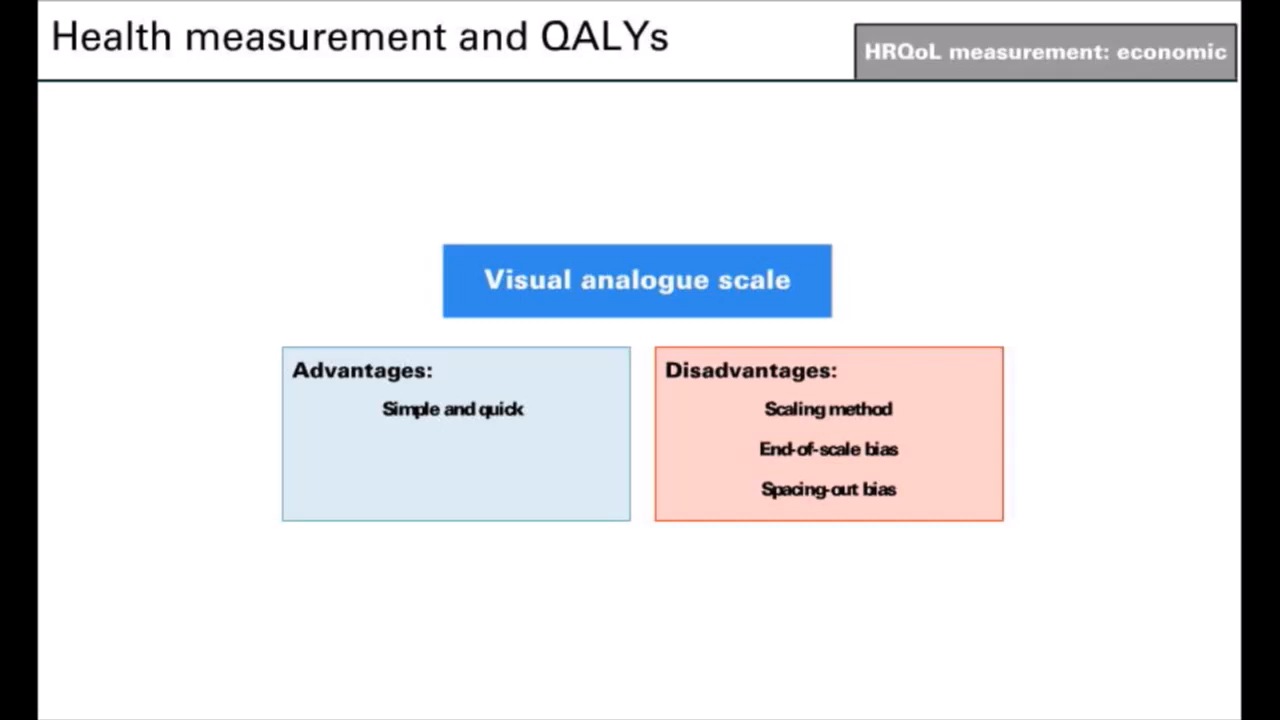 Health measurement and QALYs
HRQoL measurement: economic
Visual analogue scale
Advantages:
Simple and quick
Disadvantages:
Scaling method
End-of-scale bias
Spacing-out bias